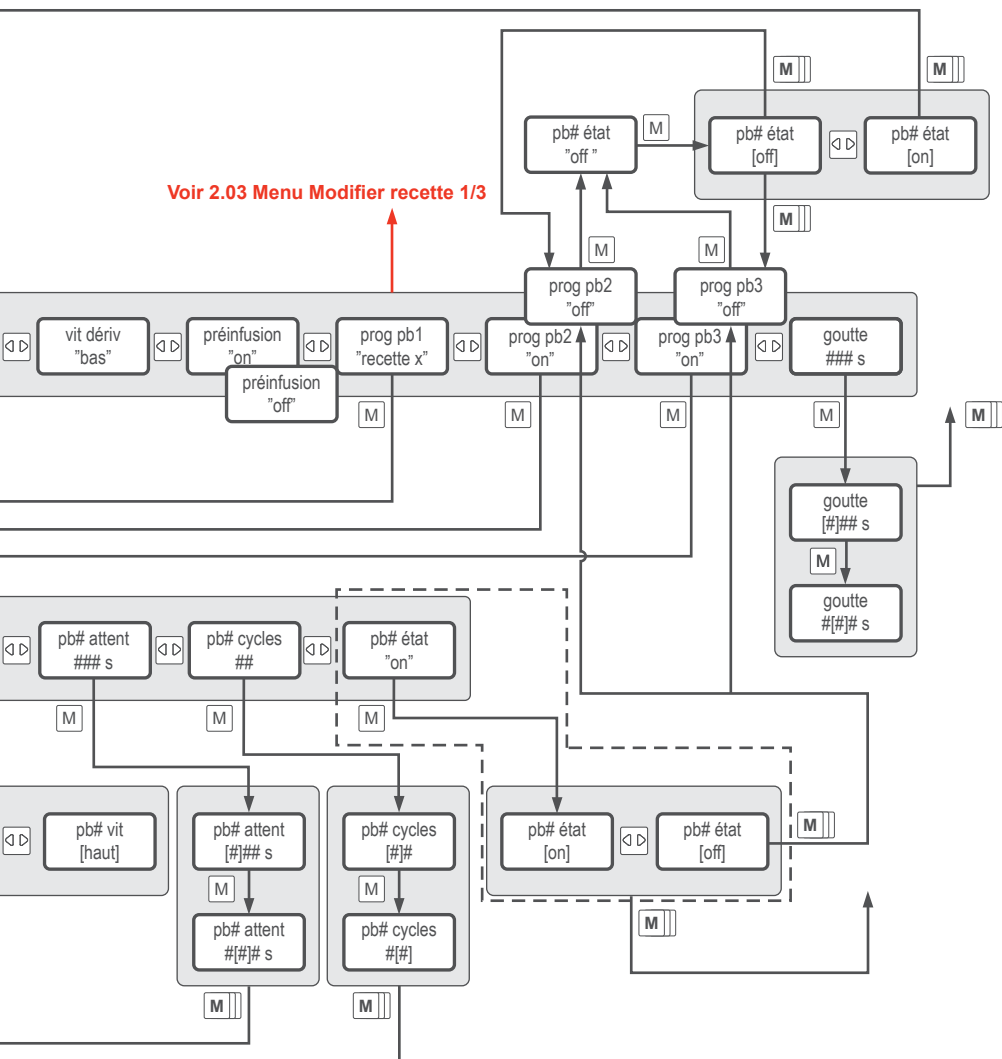 M
M
pb# état
"off "
M
pb# état
[off]
pb# état
[on]
Voir 2.03 Menu Modifier recette 1/3
M
M
M
prog pb2
"off"
prog pb3
"off"
vit dériv
"bas"
préinfusion
"on"
préinfusion
"off"
prog pb1
"recette x"
prog pb2
"on"
prog pb3
"on"
goutte
### s
M
M
M
M
M
goutte
[#]## s
M
goutte
#[#]# s
pb# attent
### s
pb# cycles
##
pb# état
"on"
M
M
M
pb# vit
[haut]
pb# attent
[#]## s
M
pb# attent
#[#]# s
pb# cycles
[#]#
M
pb# cycles
#[#]
pb# état
[on]
pb# état
[off]
M
M
M
M